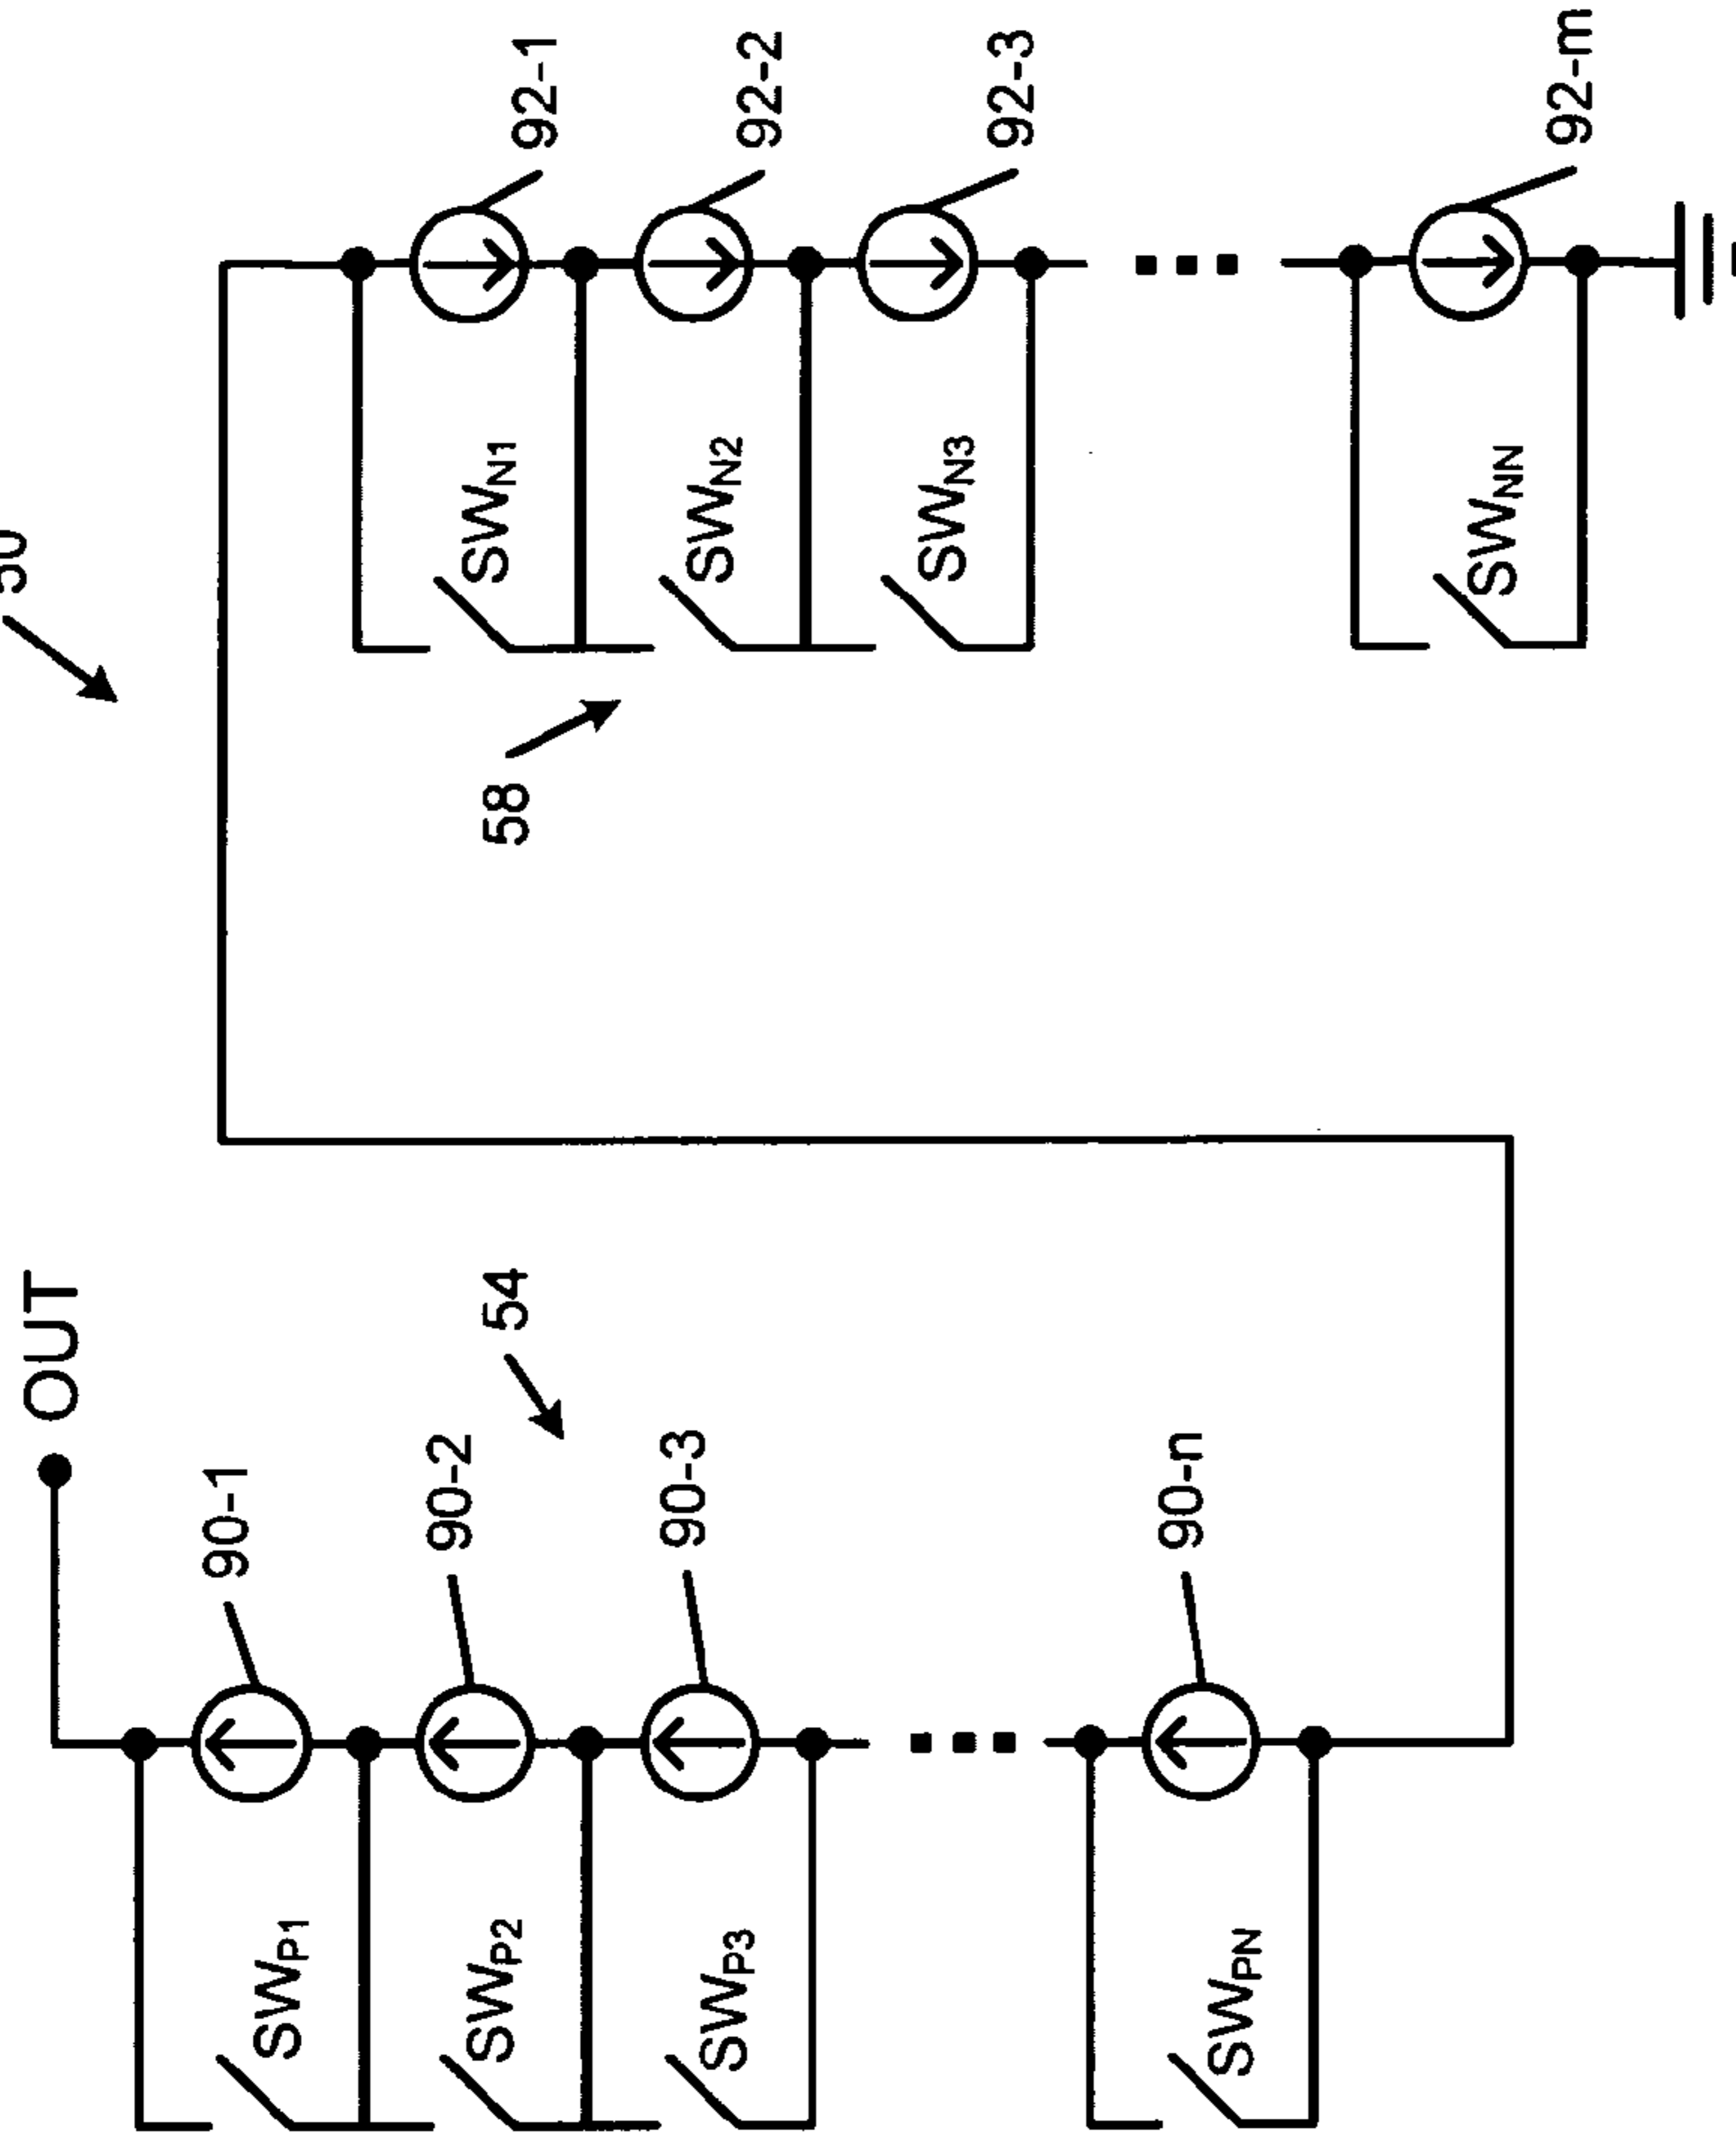 OUT
90-1
SWP1
90-2
SWP2
54
90-3
SWP3
90-n
SWPN
58
92-1
SWN1
92-2
SWN2
92-3
SWN3
92-m
SWNN